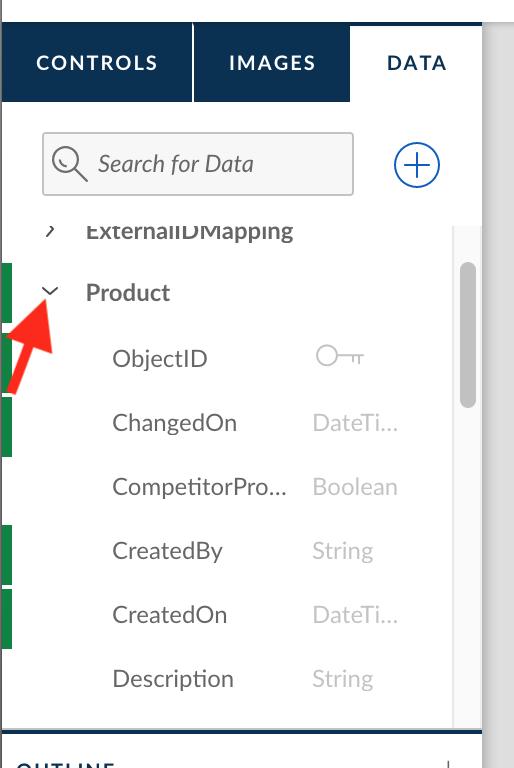 CONTROLS IMAGES DATA
Search for Data
ExternalIDMapping
Product
ObjectID
ChangedOn DateTi...
CompetitorPro... Boolean
CreatedBy String
CreatedOn DateTi...
Description String
OUTLINE